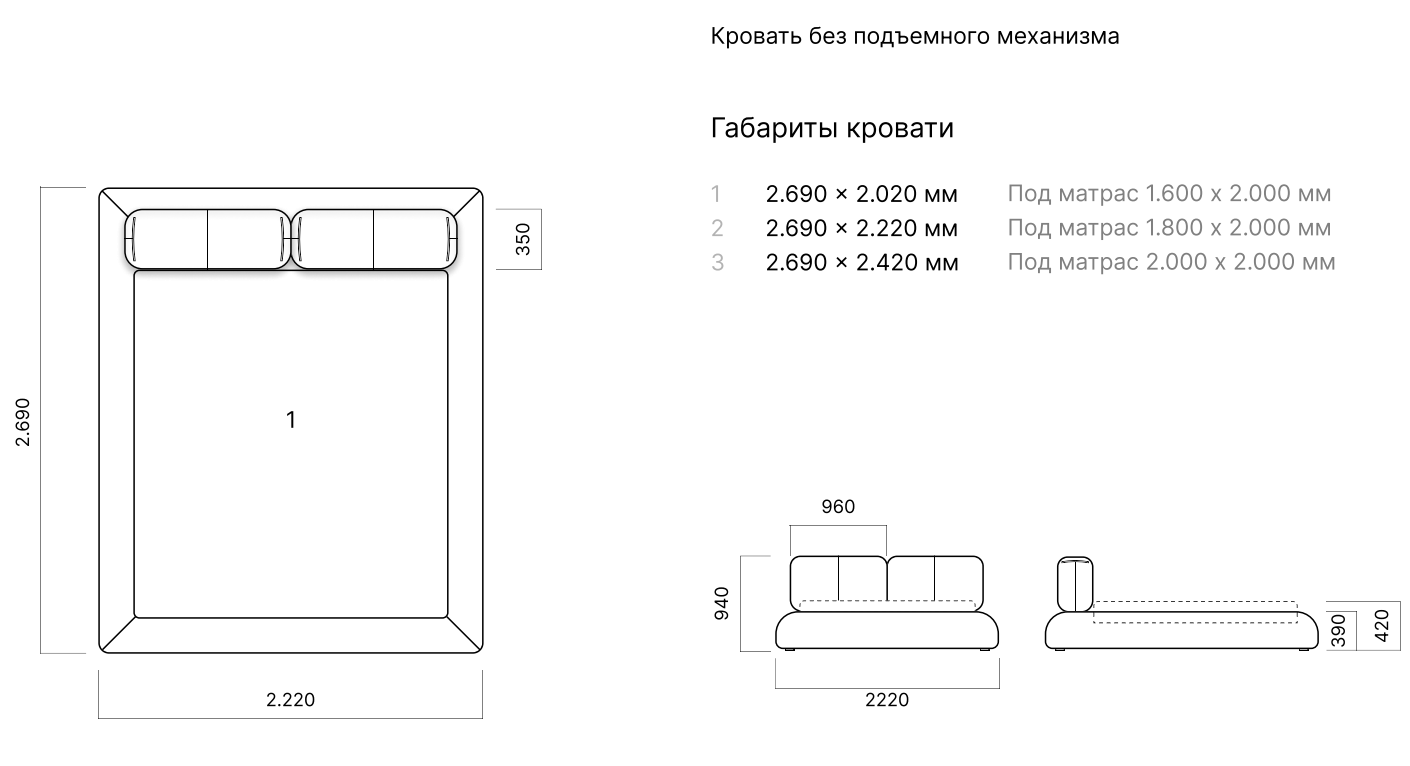 Кровать без подъемного механизма
Габариты кровати
1 2.690 × 2.020 мм Под матрас 1.600 x 2.000 мм
2 2.690 × 2.220 мм Под матрас 1.800 x 2.000 мм
3 2.690 × 2.420 мм Под матрас 2.000 x 2.000 мм
350
2.690
1
2.220
960
940
2220
390
420